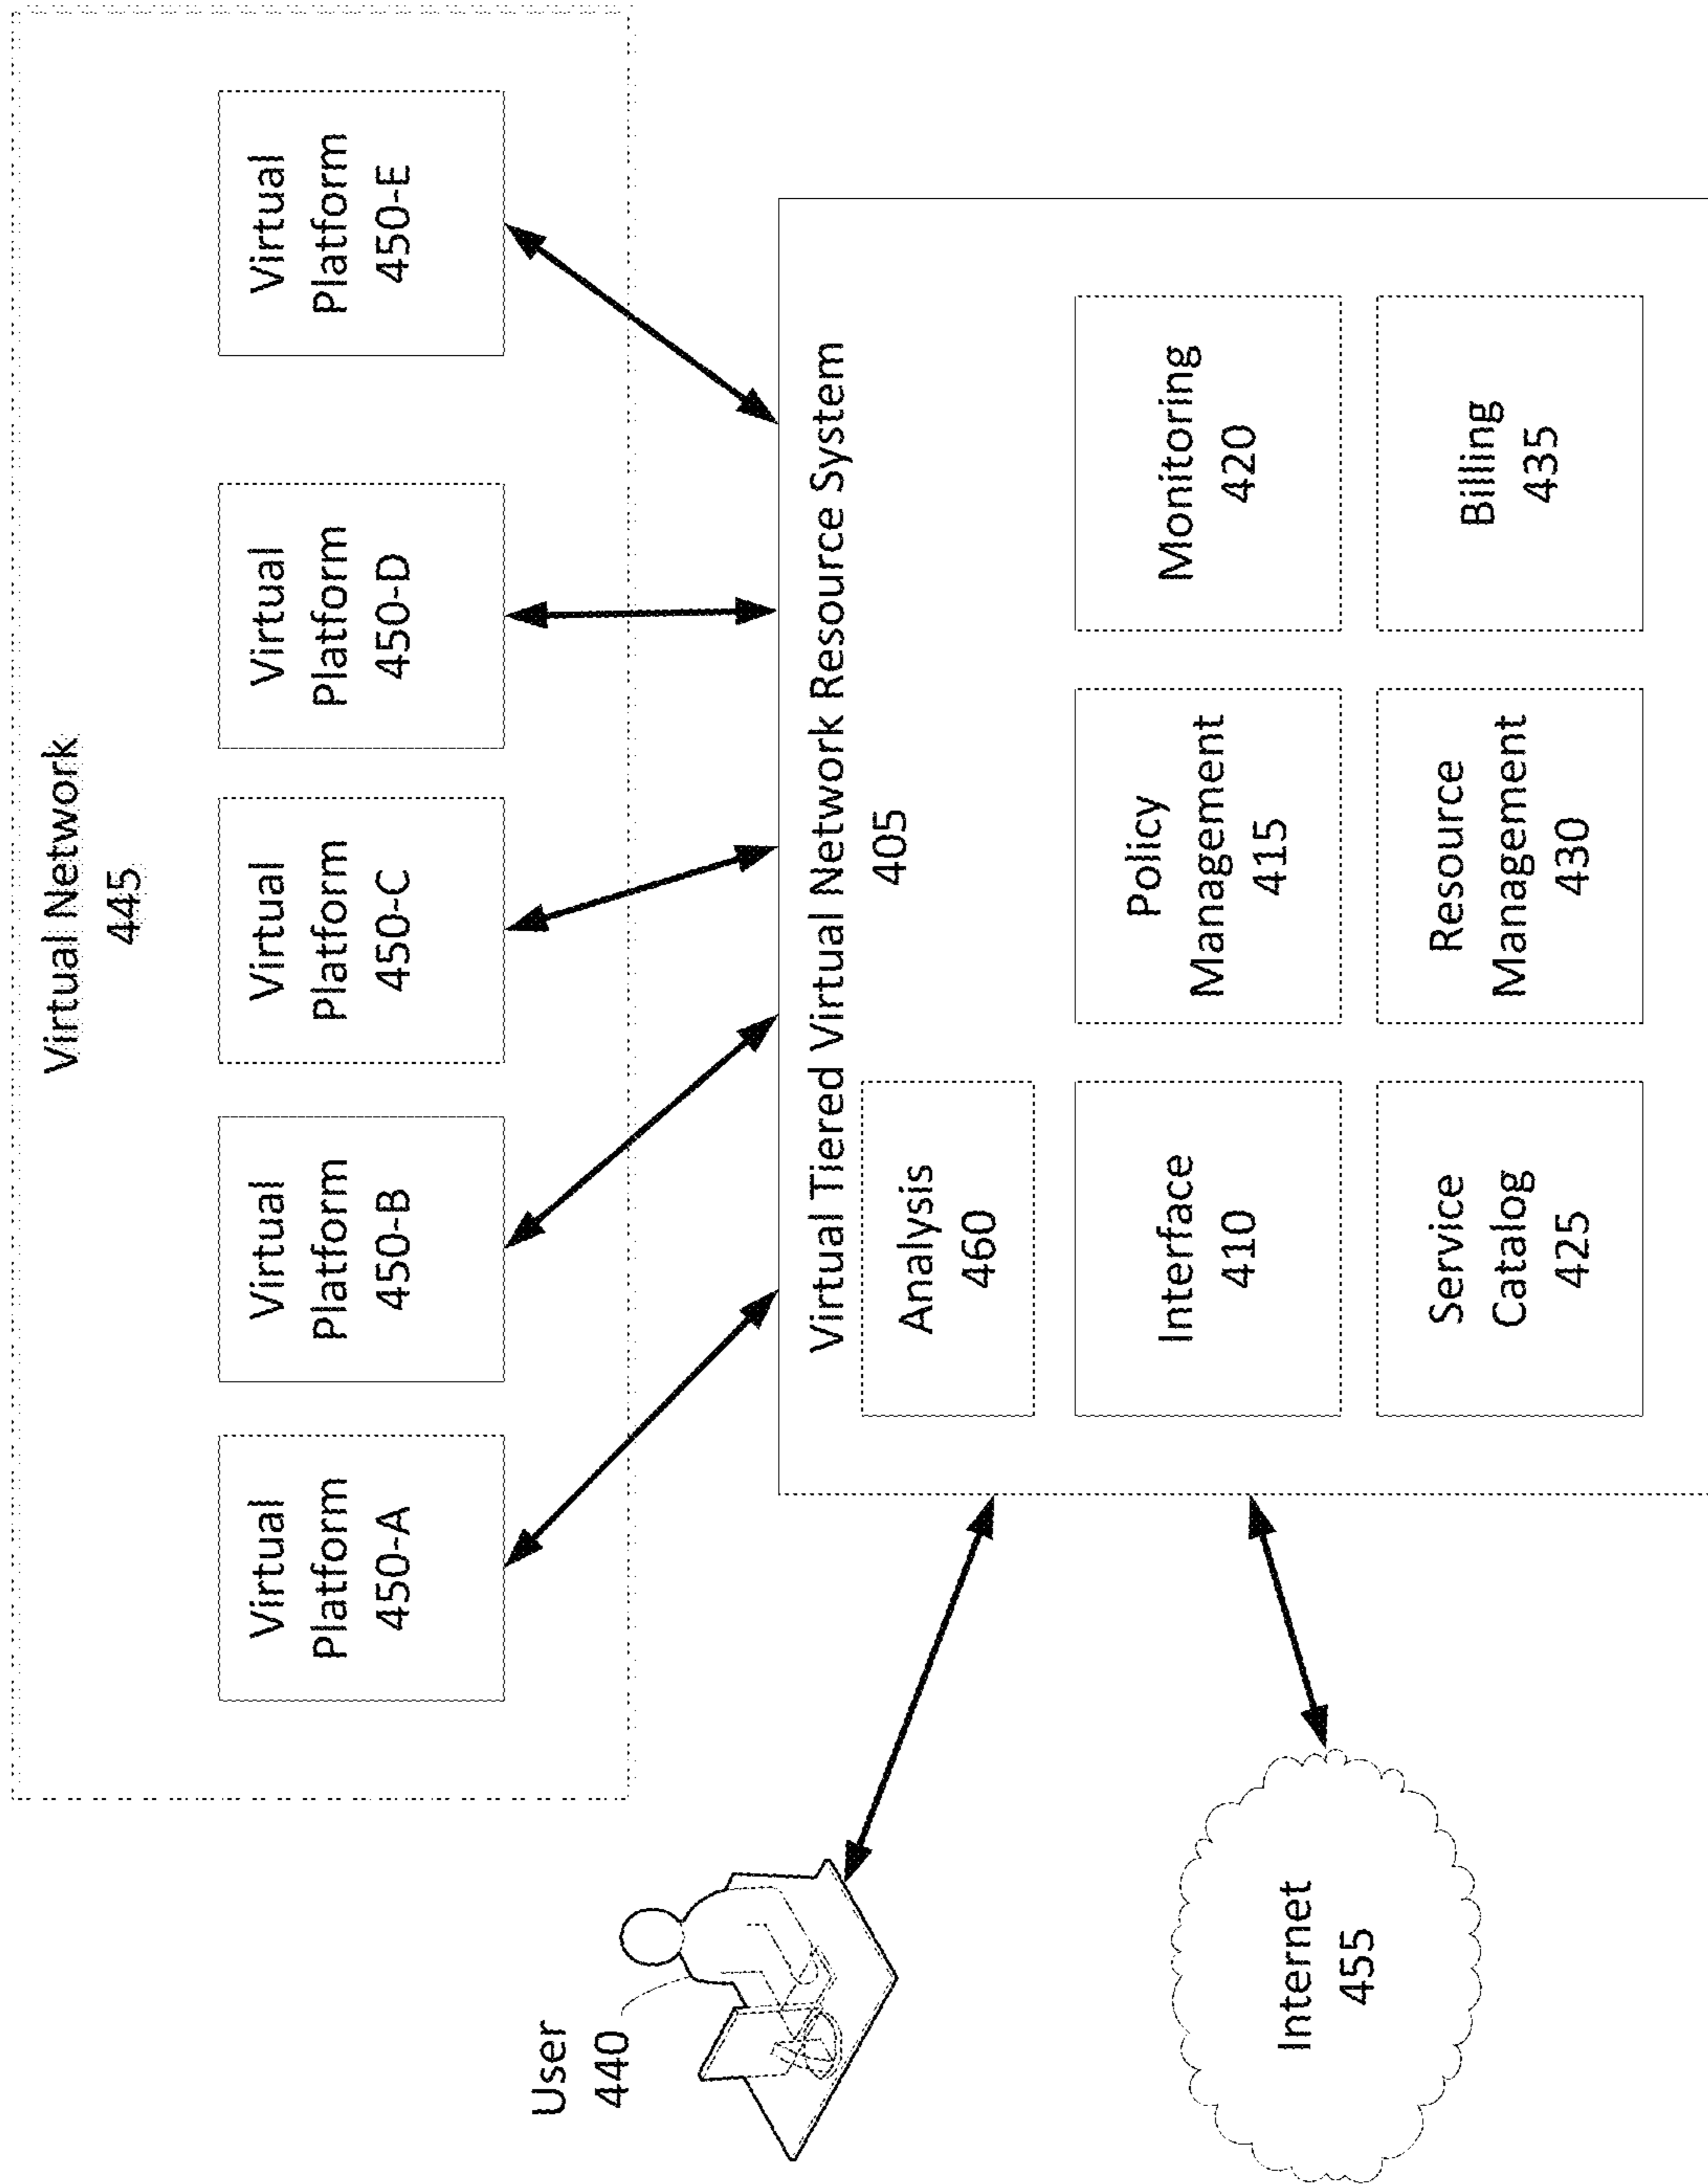 Virtual Network
445
Virtual
Platform
450-A
Virtual
Platform
450-B
Virtual
Platform
450-C
Virtual
Platform
450-D
Virtual
Platform
450-E
User
440
Internet
455
Virtual Tiered Virtual Network Resource System
405
Analysis
460
Interface
410
Policy
Management
415
Monitoring
420
Service
Catalog
425
Resource
Management
430
Billing
435